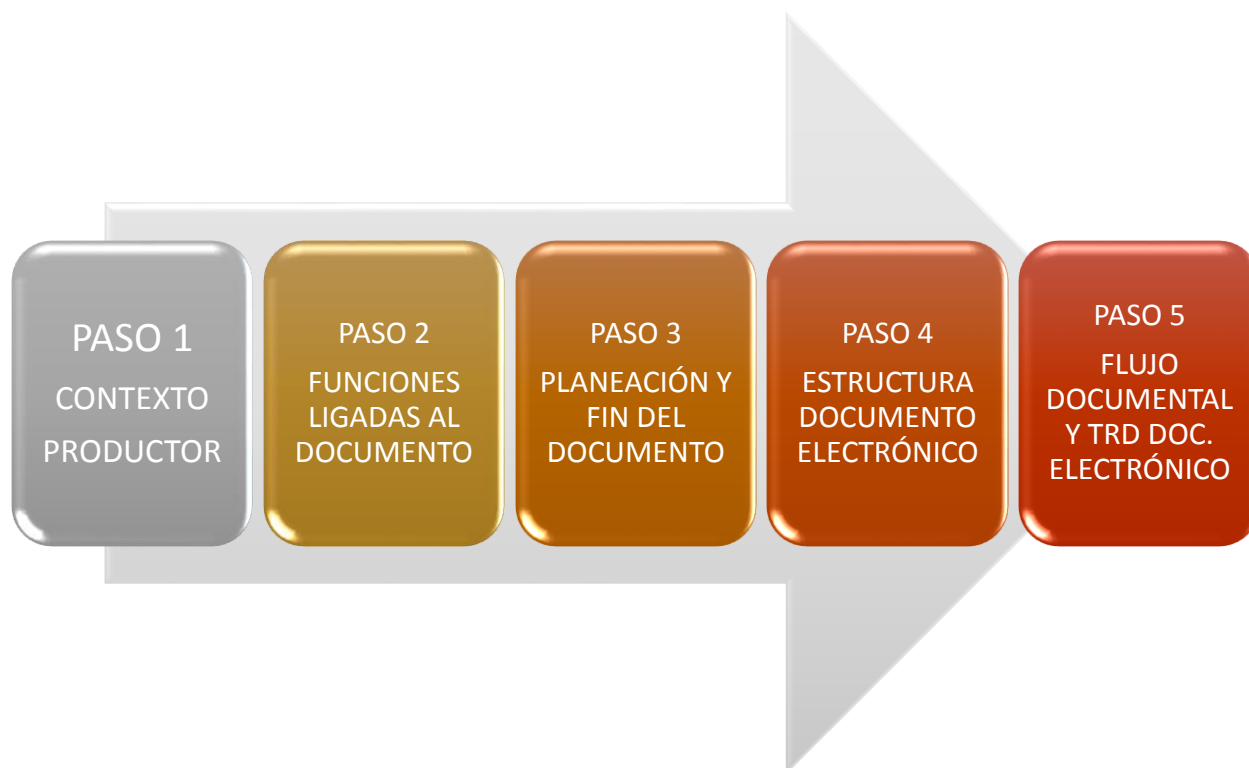 PASO 1
CONTEXTO
PRODUCTOR
PASO 2
FUNCIONES
LIGADAS AL
DOCUMENTO
PASO 3
PLANEACIÓN Y
FIN DEL
DOCUMENTO
PASO 4
ESTRUCTURA
DOCUMENTO
ELECTRÓNICO
PASO 5
FLUJO
DOCUMENTAL
Y TRD DOC.
ELECTRÓNICO